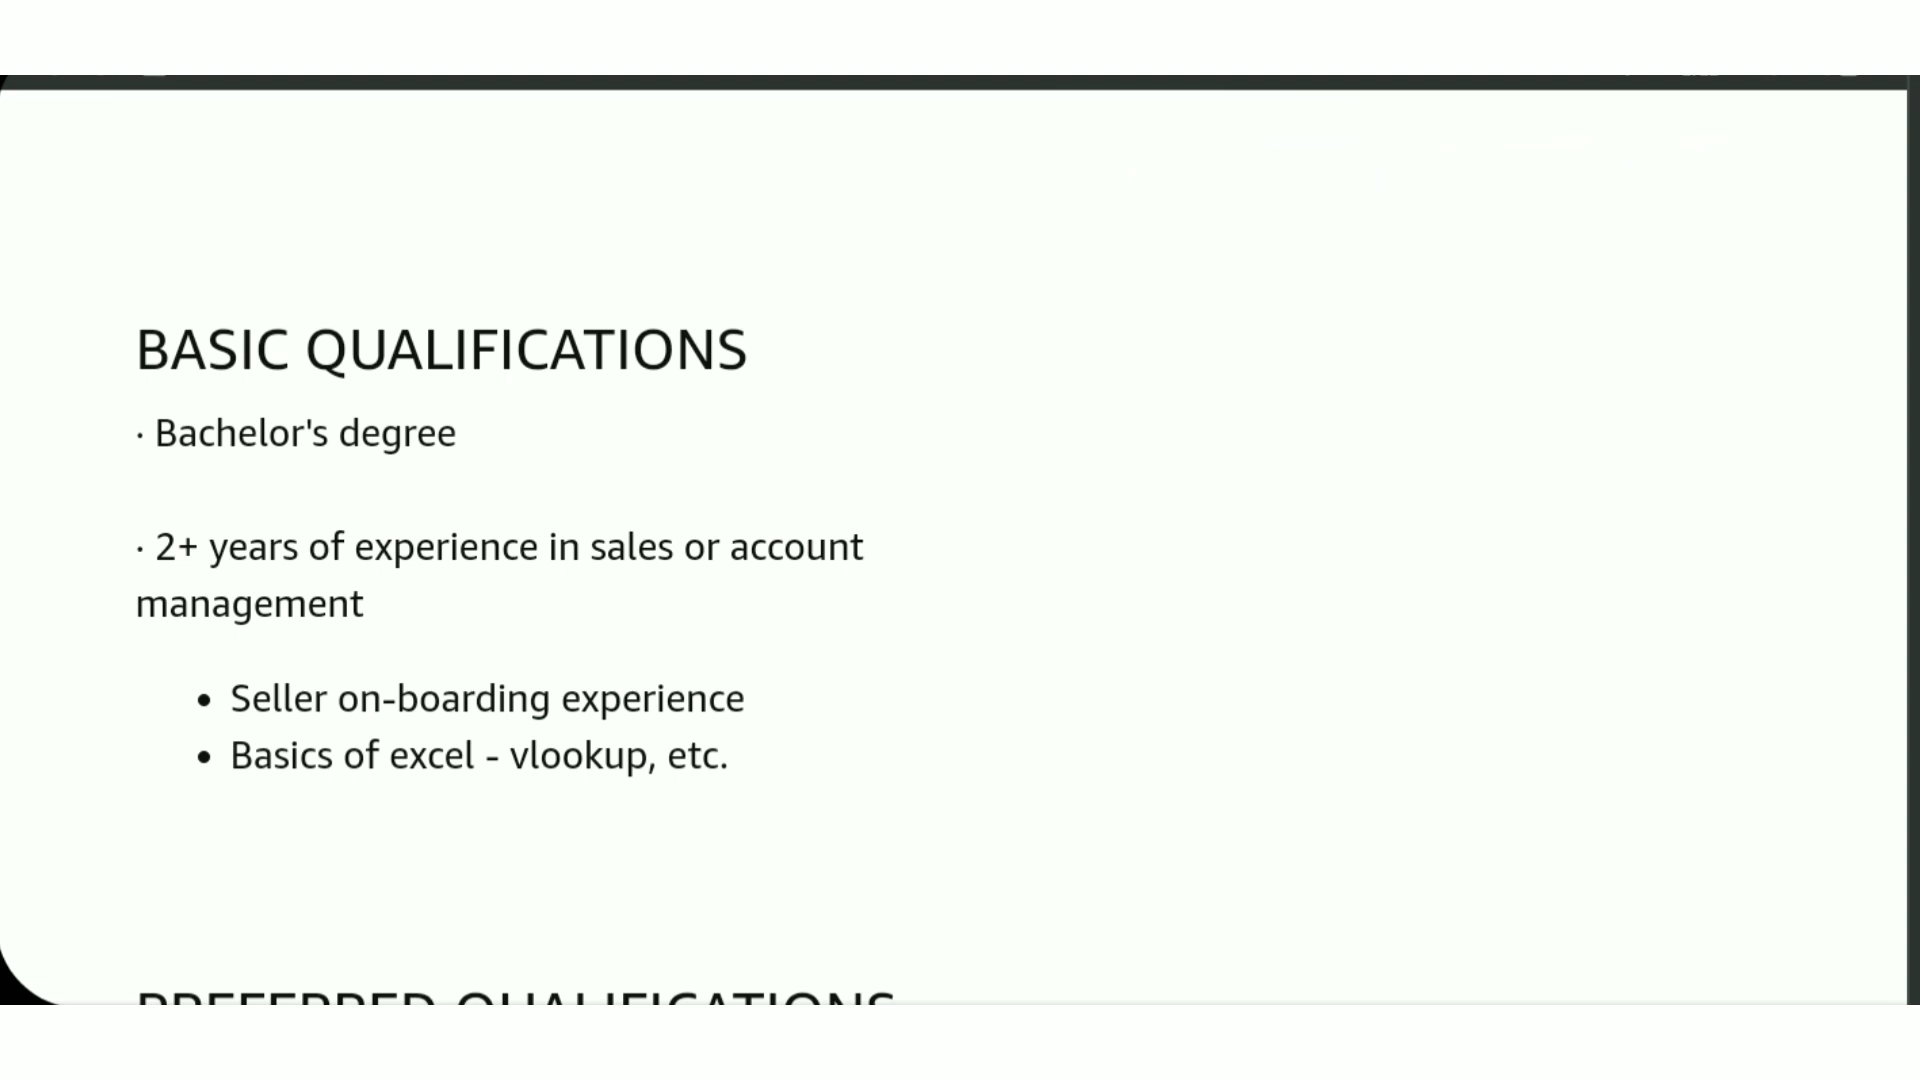 BASIC QUALIFICATIONS
· Bachelor's degree
· 2+ years of experience in sales or account
management
• Seller on-boarding experience
• Basics of excel - vlookup, etc.
PREFERRED QUALIFICATIONS